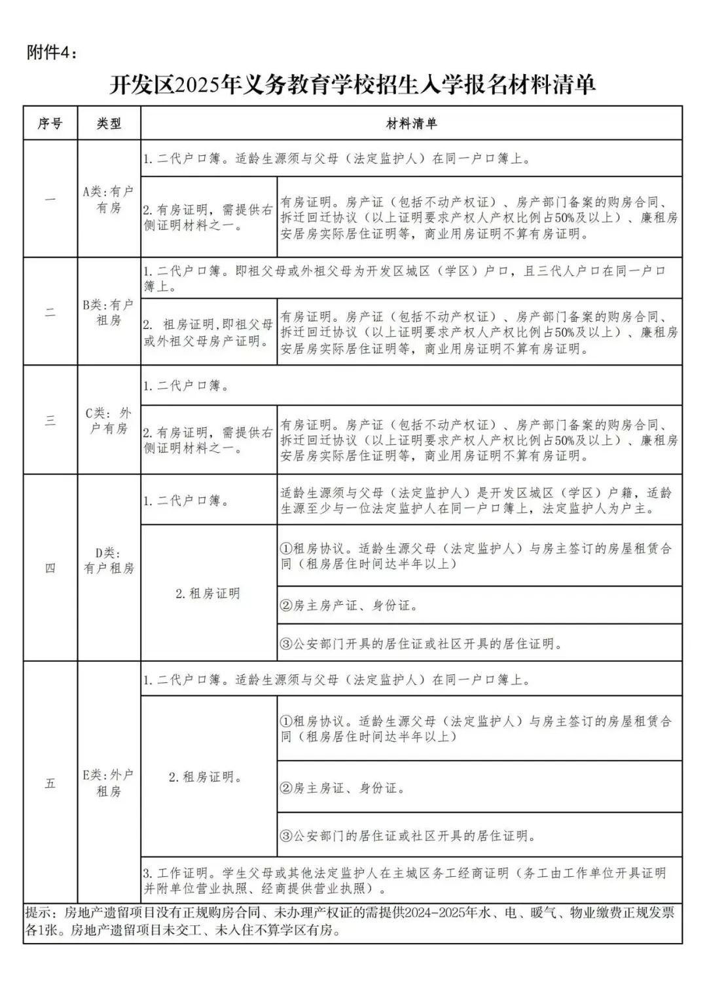 附件4：
开发区2025年义务教育学校招生入学报名材料清单
序号
类型
材料清单
一
A类:有户
有房
1.二代户口簿。适龄生源须与父母（法定监护人）在同一户口簿上。
2.有房证明，需提供右
侧证明材料之一。
有房证明。房产证（包括不动产权证）、房产部门备案的购房合同、
拆迁回迁协议（以上证明要求产权人产权比例占50%及以上）、廉租房
安居房实际居住证明等，商业用房证明不算有房证明。
二
B类:有户
祖房
1.二代户口簿。即祖父母或外祖父母为开发区城区（学区）户口，且三代人户口在同一户口
簿上。
2. 祖房证明,即祖父母
或外祖父母房产证明。
有房证明。房产证（包括不动产权证）、房产部门备案的购房合同、
拆迁回迁协议（以上证明要求产权人产权比例占50%及以上）、廉租房
安居房实际居住证明等，商业用房证明不算有房证明。
三
C类: 外
户有房
1.二代户口簿。
2.有房证明，需提供右
侧证明材料之一。
有房证明。房产证（包括不动产权证）、房产部门备案的购房合同、
拆迁回迁协议（以上证明要求产权人产权比例占50%及以上）、廉租房
安居房实际居住证明等，商业用房证明不算有房证明。
四
D类:
有户租房
1.二代户口簿。
适龄生源须与父母（法定监护人）是开发区城区（学区）户籍，适龄
生源至少与一位法定监护人在同一户口簿上，法定监护人为户主。
2.租房证明
①租房协议。适龄生源父母（法定监护人）与房主签订的房屋租赁合
同（租房居住时间达半年以上）
②房主房产证、身份证。
③公安部门开具的居住证或社区开具的居住证明。
五
E类:外户
租房
1.二代户口簿。适龄生源须与父母（法定监护人）在同一户口簿上。
2.租房证明。
①租房协议。适龄生源父母（法定监护人）与房主签订的房屋租赁合
同（租房居住时间达半年以上）
②房主房证、身份证。
③公安部门的居住证或社区开具的居住证明。
3.工作证明。学生父母或其他法定监护人在主城区务工经商证明（务工由工作单位开具证明
并附单位营业执照、经商提供营业执照）。
提示：房地产遗留项目没有正规购房合同、未办理产权证的需提供2024-2025年水、电、暖气、物业缴费正规发票
各1张。房地产遗留项目未交工、未入住不算学区有房。